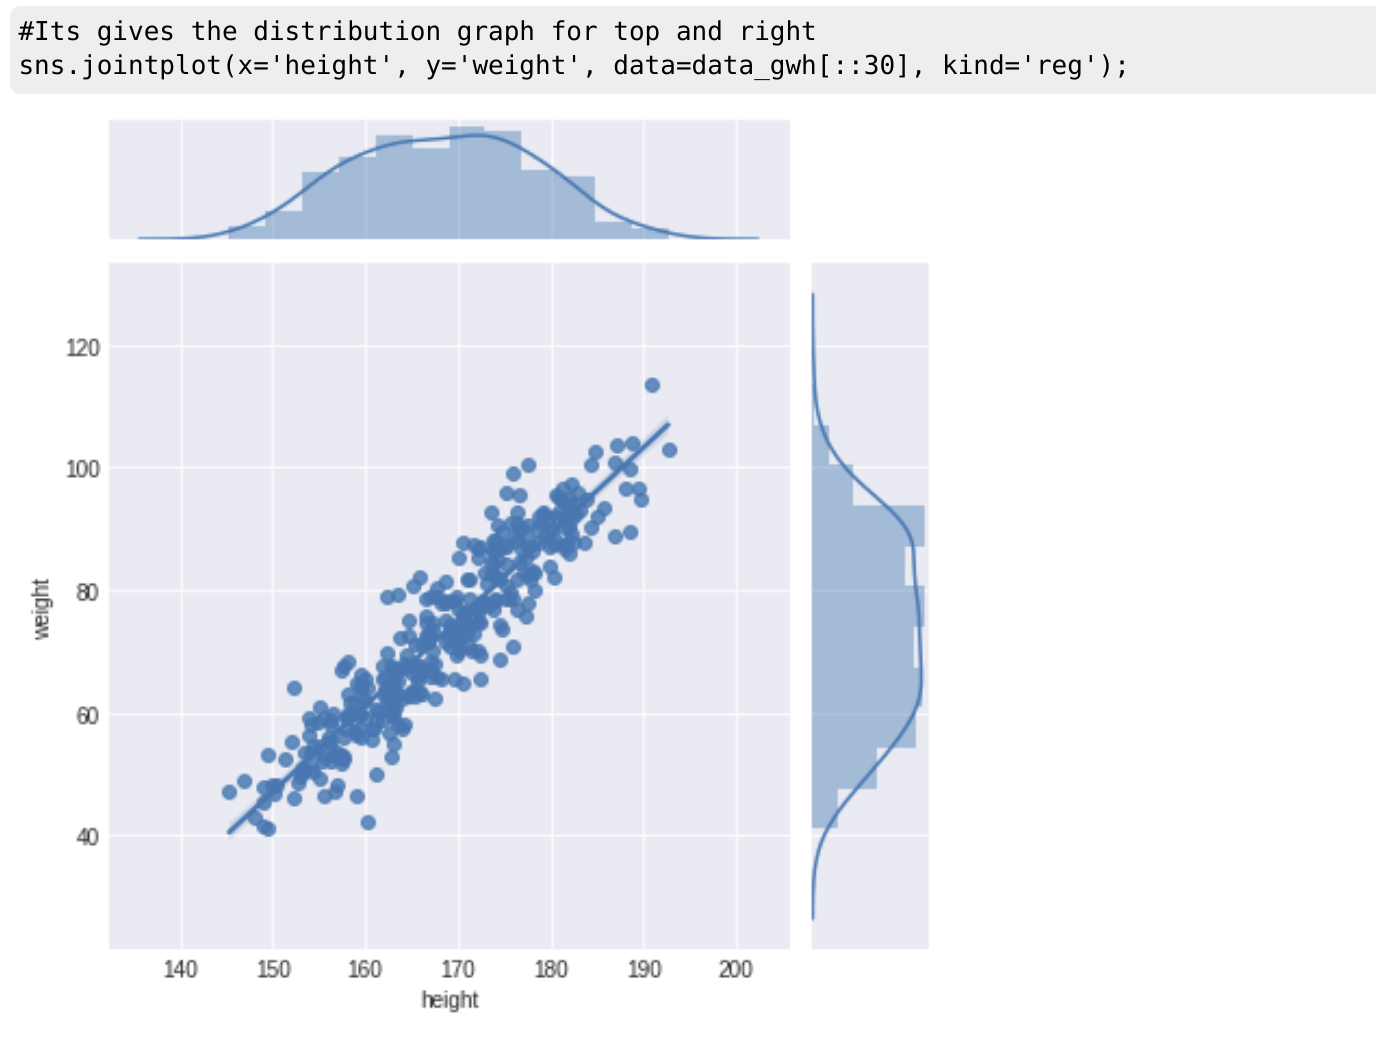 #Its gives the distribution graph for top and right
sns.jointplot(x='height', y='weight', data=data_gwh[::30], kind='reg');
120
100
80
60
40
weight
140 150 160 170 180 190 200
height